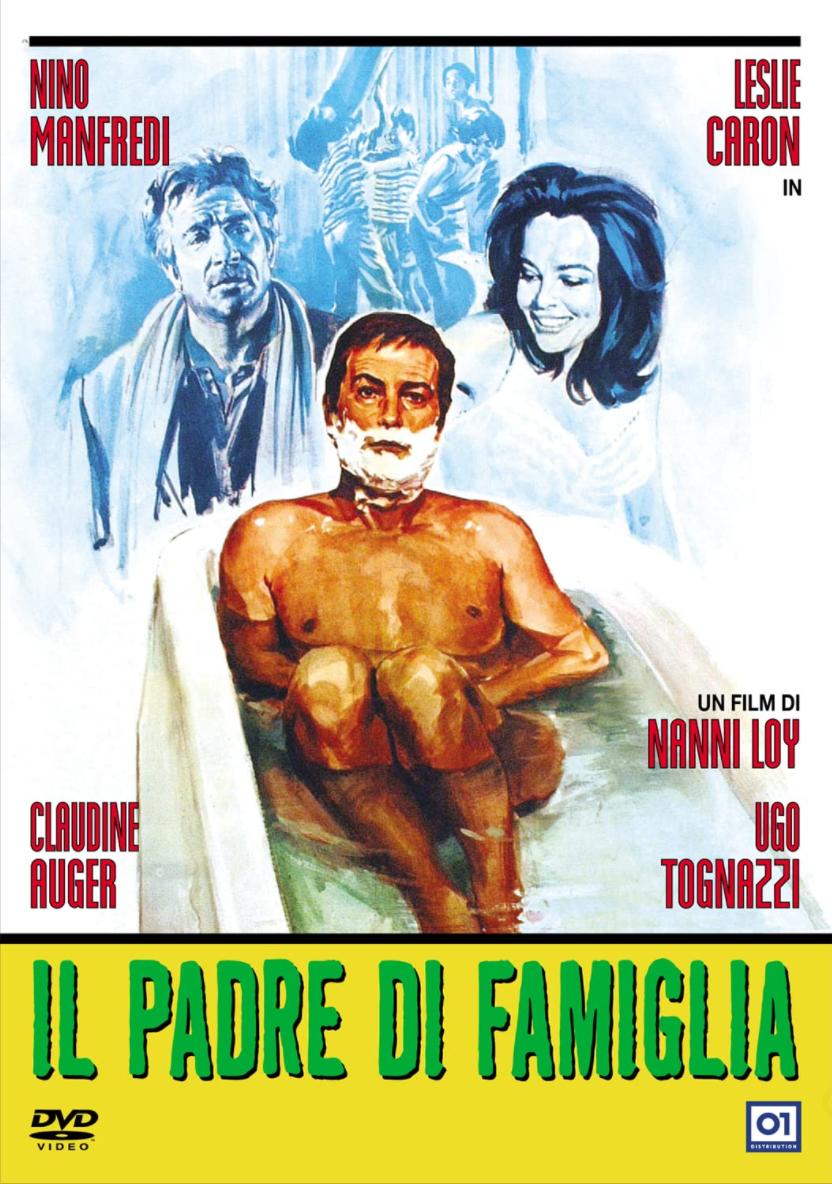 NINO
MANFREDI
LESLIE
CARON
IN
UN FILM DI
NANNI LOY
CLAUDINE
AUGER
UGO
TOGNAZZI
IL PADRE DI FAMIGLIA
DVD
VIDEO
01
DISTRIBUTION